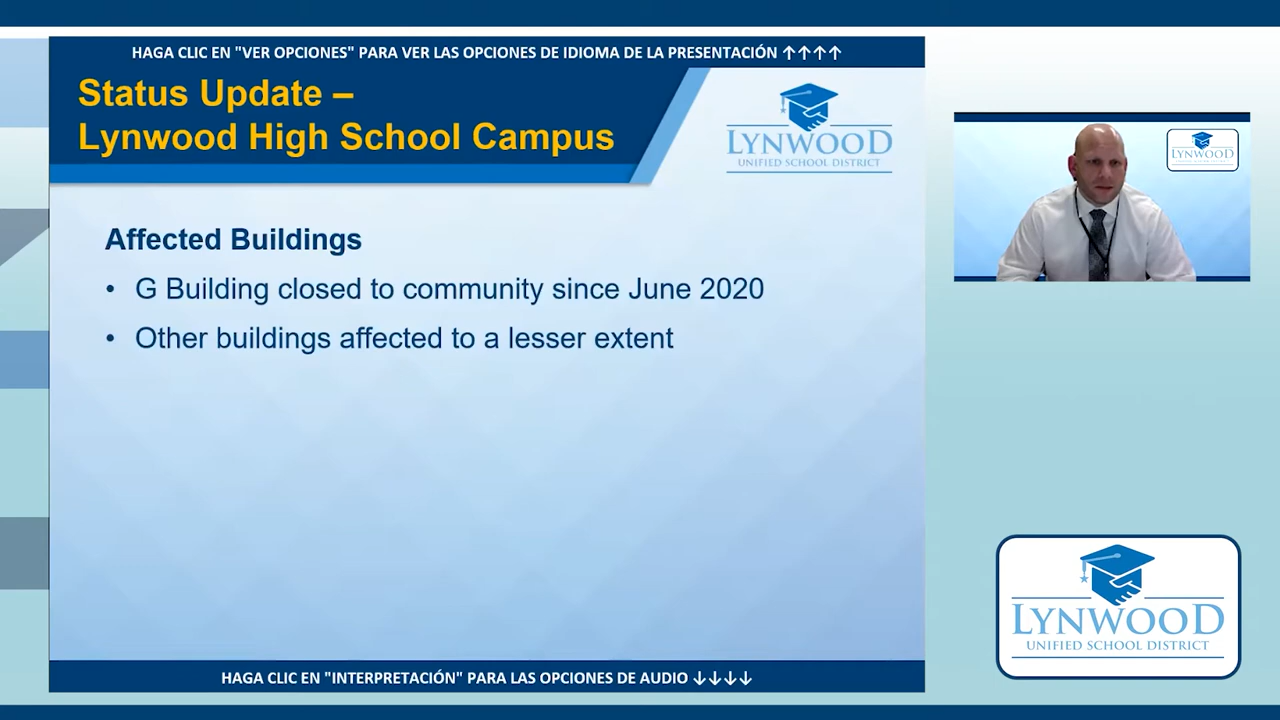 HAGA CLIC EN "VER OPCIONES" PARA VER LAS OPCIONES DE IDIOMA DE LA PRESENTACIÓN ↑↑↑↑
Status Update –
Lynwood High School Campus
LYNWOOD
UNIFIED SCHOOL DISTRICT
Affected Buildings
• G Building closed to community since June 2020
• Other buildings affected to a lesser extent
HAGA CLIC EN "INTERPRETACIÓN" PARA LAS OPCIONES DE AUDIO ↓↓↓↓
LYNWOOD
LYNWOOD
UNIFIED SCHOOL DISTRICT